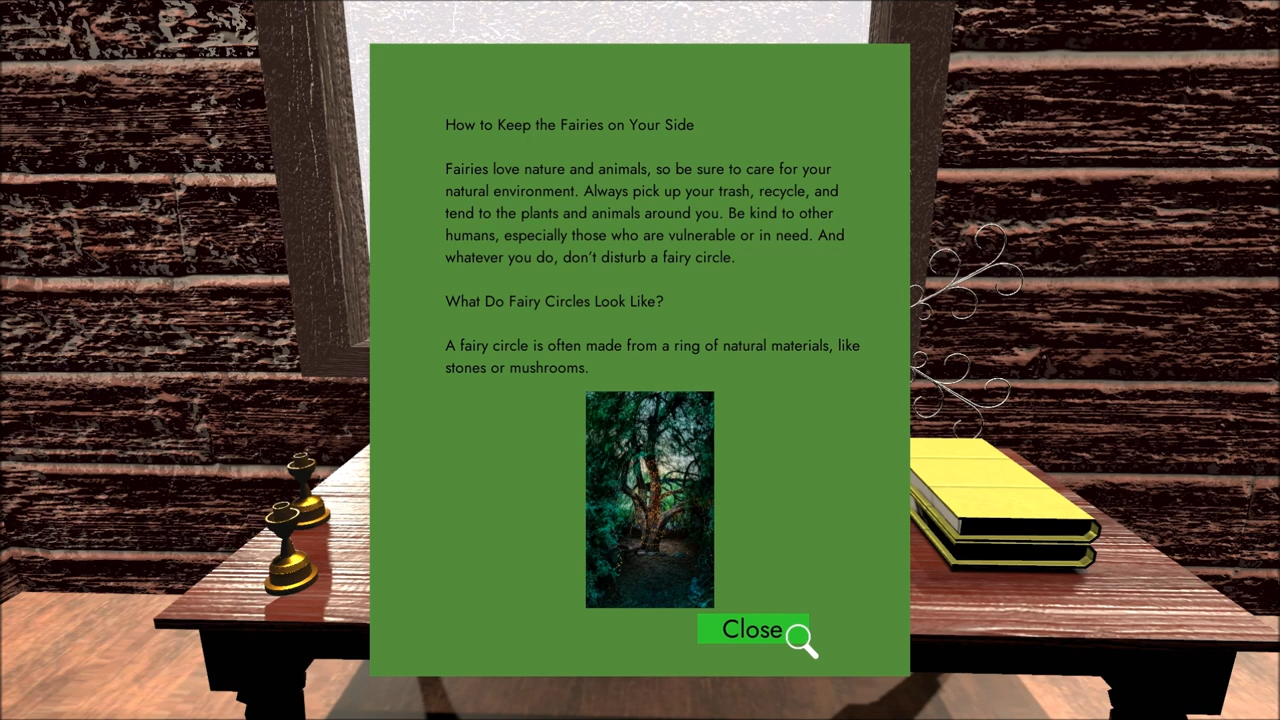 How to Keep the Fairies on Your Side
Fairies love nature and animals, so be sure to care for your
natural environment. Always pick up your trash, recycle, and
tend to the plants and animals around you. Be kind to other
humans, especially those who are vulnerable or in need. And
whatever you do, don't disturb a fairy circle.
What Do Fairy Circles Look Like?
A fairy circle is often made from a ring of natural materials, like
stones or mushrooms.
Close